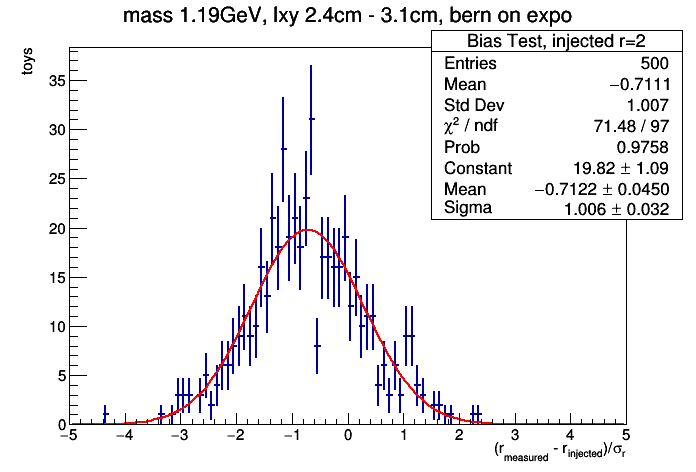 mass 1.19GeV, lxy 2.4cm - 3.1cm, bern on expo
Bias Test, injected r=2
Entries 500
Mean −0.7111
Std Dev 1.007
χ² / ndf 71.48 / 97
Prob 0.9758
Constant 19.82 ± 1.09
Mean −0.7122 ± 0.0450
Sigma 1.006 ± 0.032
toys
35
30
25
20
15
10
5
0
−5 −4 −3 −2 −1 0 1 2 3 4 5
(r_measured - r_injected)/σ_r